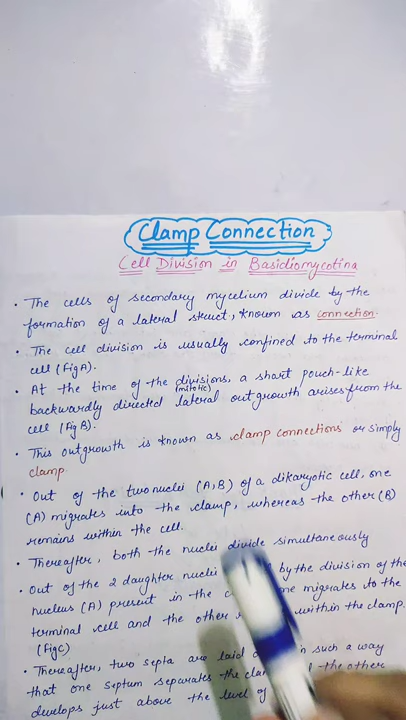 Clamp Connection
Cell Division in Basidiomycotina
• The cells of secondary mycelium divide by the
formation of a lateral struct, known as connection.
• The cell division is usually confined to the terminal
cell (Fig A).
• At the time of the divisions, a short pouch-like
(mitotic)
backwardly directed lateral outgrowth arises from the
cell (Fig B).
• This outgrowth is known as clamp connections or simply
clamp.
• Out of the two nuclei (A,B) of a dikaryotic cell, one
(A) migrates into the clamp, whereas the other (B)
remains within the cell.
• Thereafter, both the nuclei divide simultaneously
• Out of the 2 daughter nuclei by the division of the
nucleus (A) present in the one migrates to the
terminal cell and the other within the clamp.
(Fig C)
• Thereafter, two septa are laid in such a way
that one septum separates the the other
develops just above the level of